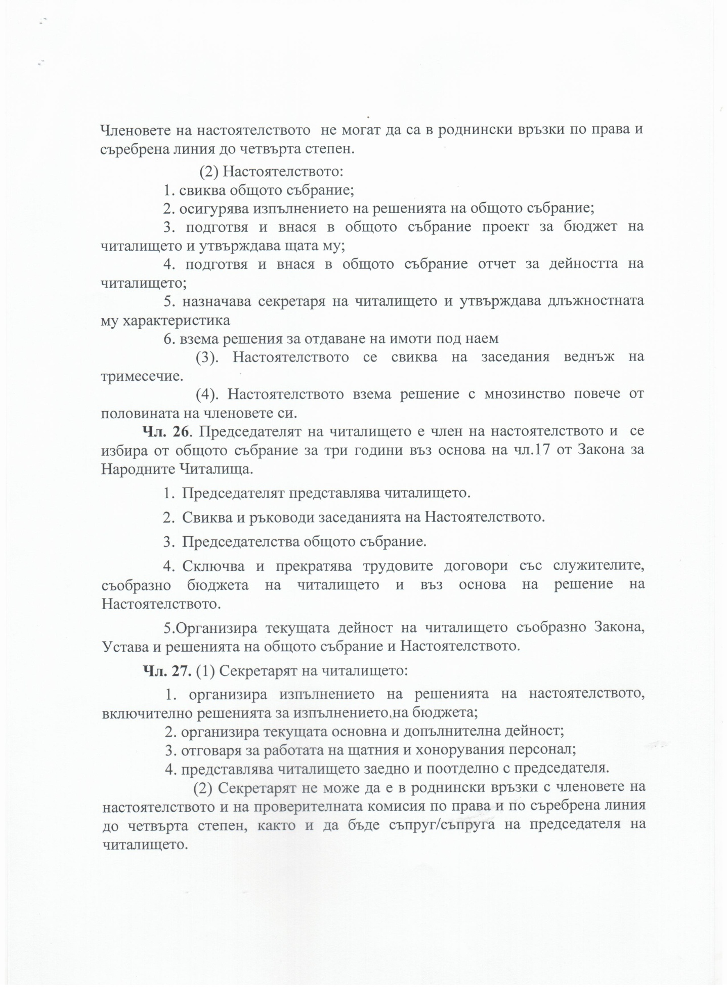 Членовете на настоятелството не могат да са в роднински връзки по права и
съребрена линия до четвърта степен.
(2) Настоятелството:
1. свиква общото събрание;
2. осигурява изпълнението на решенията на общото събрание;
3. подготвя и внася в общото събрание проект за бюджет на
читалището и утвърждава щата му;
4. подготвя и внася в общото събрание отчет за дейността на
читалището;
5. назначава секретаря на читалището и утвърждава длъжностната
му характеристика
6. взема решения за отдаване на имоти под наем
(3). Настоятелството се свиква на заседания веднъж на
тримесечие.
(4). Настоятелството взема решение с мнозинство повече от
половината на членовете си.
Чл. 26. Председателят на читалището е член на настоятелството и се
избира от общото събрание за три години въз основа на чл.17 от Закона за
Народните Читалища.
1. Председателят представлява читалището.
2. Свиква и ръководи заседанията на Настоятелството.
3. Председателства общото събрание.
4. Сключва и прекратява трудовите договори със служителите,
съобразно бюджета на читалището и въз основа на решение на
Настоятелството.
5.Организира текущата дейност на читалището съобразно Закона,
Устава и решенията на общото събрание и Настоятелството.
Чл. 27. (1) Секретарят на читалището:
1. организира изпълнението на решенията на настоятелството,
включително решенията за изпълнението на бюджета;
2. организира текущата основна и допълнителна дейност;
3. отговаря за работата на щатния и хонорувания персонал;
4. представлява читалището заедно и поотделно с председателя.
(2) Секретарят не може да е в роднински връзки с членовете на
настоятелството и на проверителната комисия по права и по съребрена линия
до четвърта степен, както и да бъде съпруг/съпруга на председателя на
читалището.